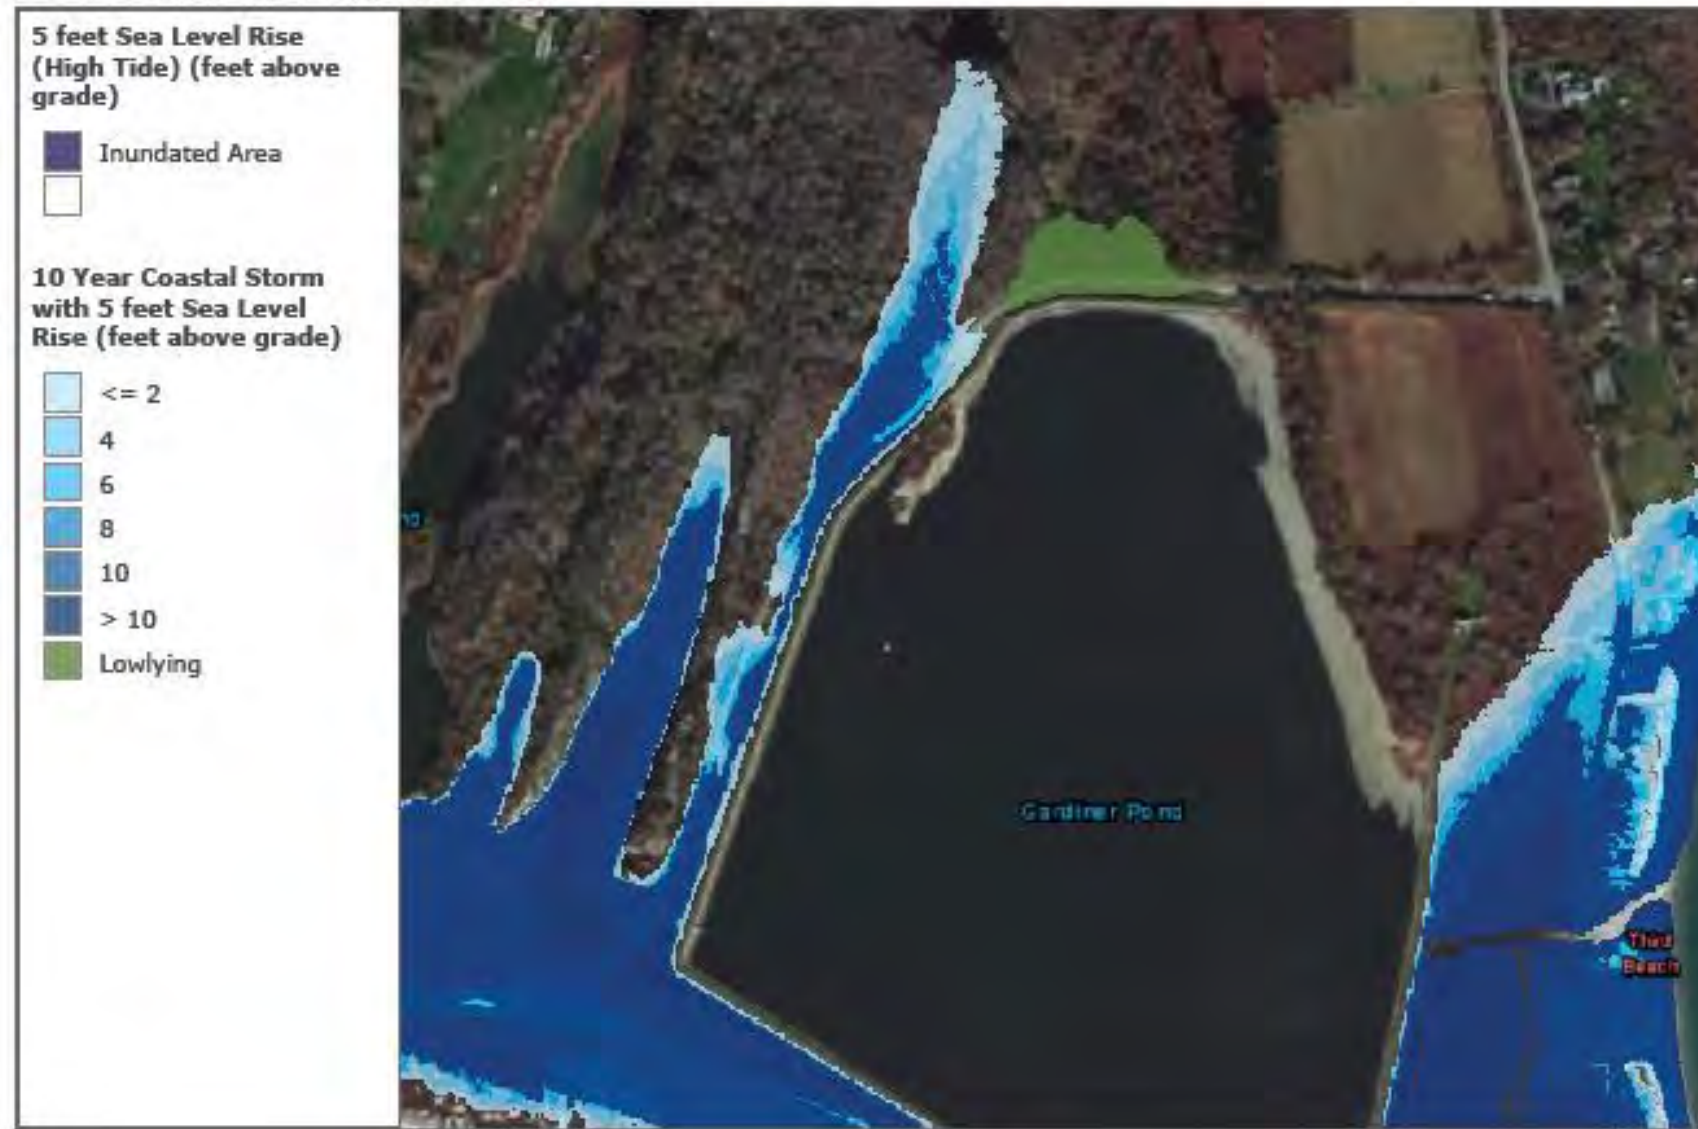 5 feet Sea Level Rise
(High Tide) (feet above
grade)
Inundated Area
10 Year Coastal Storm
with 5 feet Sea Level
Rise (feet above grade)
<= 2
4
6
8
10
> 10
Lowlying
Gardiner Pond
Third
Beach